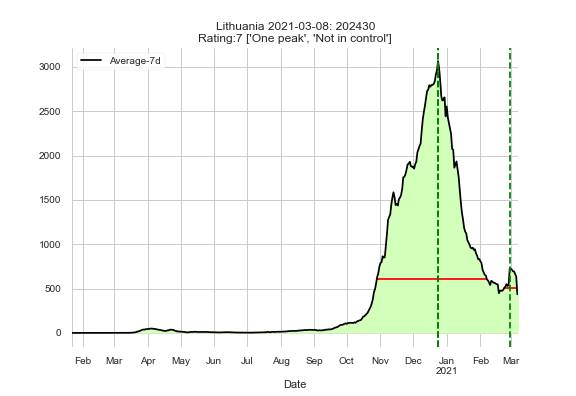 Lithuania 2021-03-08: 202430
Rating:7 ['One peak', 'Not in control']
Average-7d
3000
2500
2000
1500
1000
500
0
Feb Mar Apr May Jun Jul Aug Sep Oct Nov Dec Jan Feb Mar
2021
Date